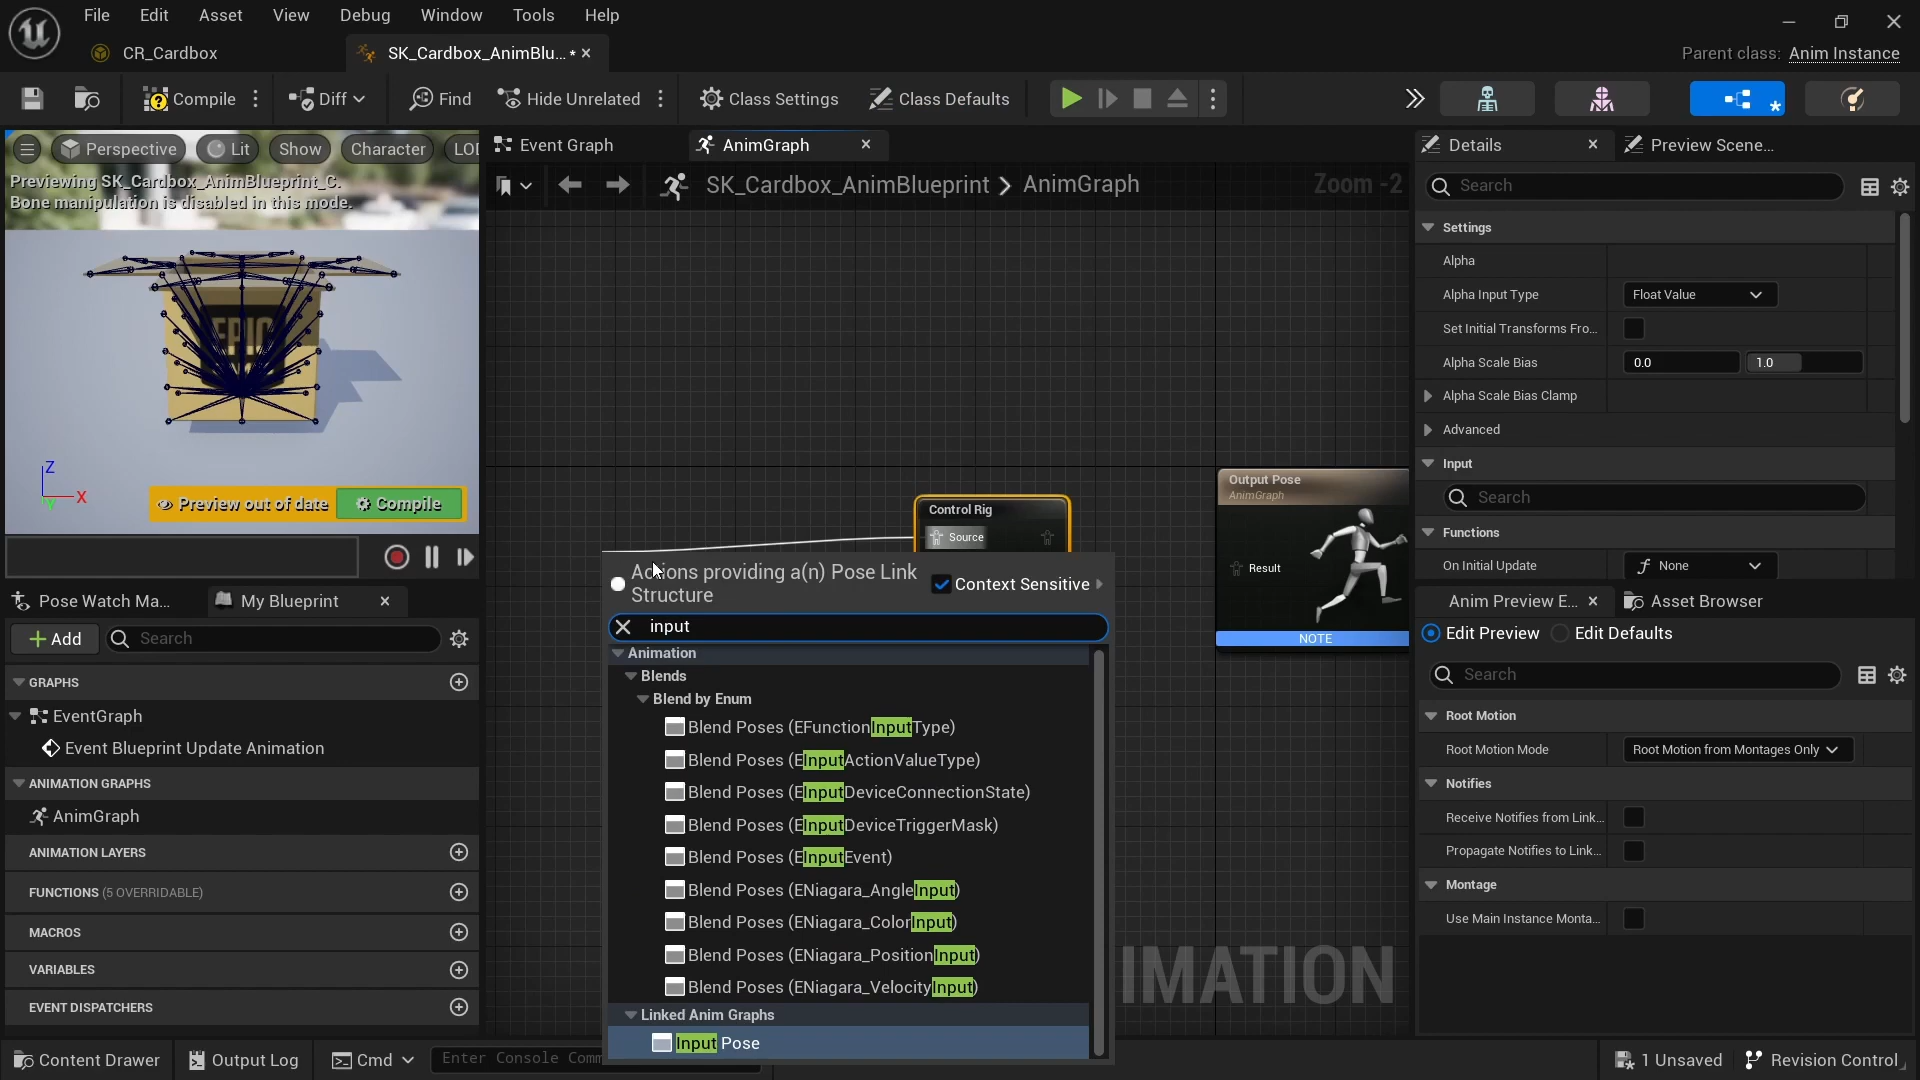 File Edit Asset View Debug Window Tools Help
CR_Cardbox
SK_Cardbox_AnimBlu... *
Parent class: Anim Instance
Compile
Diff
Find
Hide Unrelated
Class Settings
Class Defaults
Perspective Lit Show Character LOD
Previewing SK_Cardbox_AnimBlueprint_C.
Bone manipulation is disabled in this mode.
EPIC
Z
X
Preview out of date
Compile
Event Graph
AnimGraph
SK_Cardbox_AnimBlueprint > AnimGraph
Zoom -2
Control Rig
Source
Output Pose
AnimGraph
Result
NOTE
IMATION
Actions providing a(n) Pose Link
Structure
Context Sensitive
input
Animation
Blends
Blend by Enum
Blend Poses (EFunctionInputType)
Blend Poses (EInputActionValueType)
Blend Poses (EInputDeviceConnectionState)
Blend Poses (EInputDeviceTriggerMask)
Blend Poses (EInputEvent)
Blend Poses (ENiagara_AngleInput)
Blend Poses (ENiagara_ColorInput)
Blend Poses (ENiagara_PositionInput)
Blend Poses (ENiagara_VelocityInput)
Linked Anim Graphs
Input Pose
Pose Watch Ma...
My Blueprint
Add
Search
GRAPHS
EventGraph
Event Blueprint Update Animation
ANIMATION GRAPHS
AnimGraph
ANIMATION LAYERS
FUNCTIONS (5 OVERRIDABLE)
MACROS
VARIABLES
EVENT DISPATCHERS
Details
Preview Scene...
Search
Settings
Alpha
Alpha Input Type Float Value
Set Initial Transforms Fro...
Alpha Scale Bias 0.0 1.0
Alpha Scale Bias Clamp
Advanced
Input
Search
Functions
On Initial Update None
Anim Preview E...
Asset Browser
Edit Preview Edit Defaults
Search
Root Motion
Root Motion Mode Root Motion from Montages Only
Notifies
Receive Notifies from Link...
Propagate Notifies to Link...
Montage
Use Main Instance Monta...
Content Drawer
Output Log
Cmd
Enter Console Comm
1 Unsaved
Revision Control